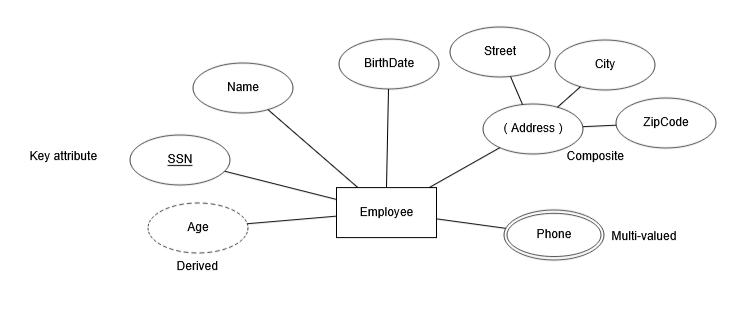 Street
City
BirthDate
Name
ZipCode
( Address )
Key attribute
SSN
Composite
Employee
Age
Phone
Multi-valued
Derived